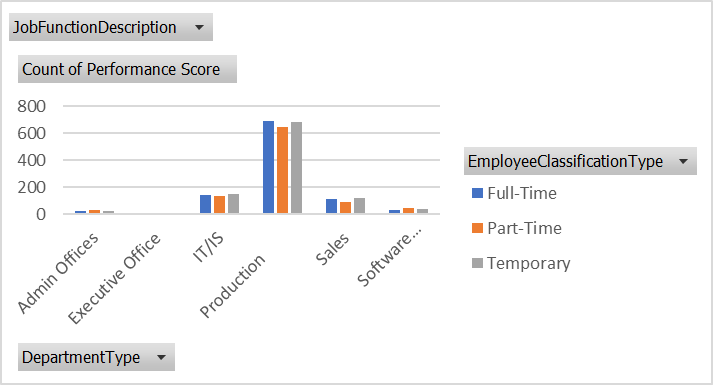 JobFunctionDescription
Count of Performance Score
800
600
400
200
0
Admin Offices
Executive Office
IT/IS
Production
Sales
Software...
EmployeeClassificationType
Full-Time
Part-Time
Temporary
DepartmentType